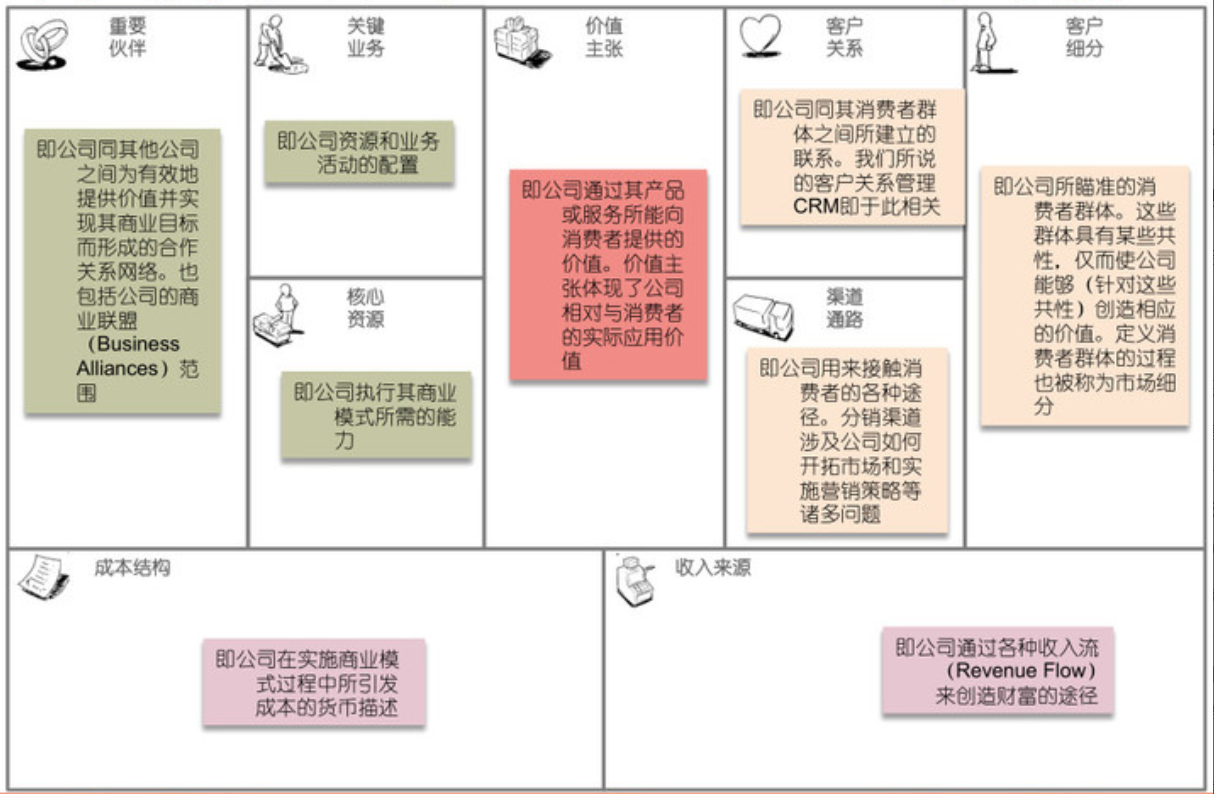 重要
伙伴
即公司同其他公司
之间为有效地
提供价值并实
现其商业目标
而形成的合作
关系网络。也
包括公司的商
业联盟
（Business
Alliances）范
围
关键
业务
即公司资源和业务
活动的配置
核心
资源
即公司执行其商业
模式所需的能
力
价值
主张
即公司通过其产品
或服务所能向
消费者提供的
价值。价值主
张体现了公司
相对与消费者
的实际应用价
值
客户
关系
即公司同其消费者群
体之间所建立的
联系。我们所说
的客户关系管理
CRM即于此相关
渠道
通路
即公司用来接触消
费者的各种途
径。分销渠道
涉及公司如何
开拓市场和实
施营销策略等
诸多问题
客户
细分
即公司所瞄准的消
费者群体。这些
群体具有某些共
性，仅而使公司
能够（针对这些
共性）创造相应
的价值。定义消
费者群体的过程
也被称为市场细
分
成本结构
即公司在实施商业模
式过程中所引发
成本的货币描述
收入来源
即公司通过各种收入流
（Revenue Flow）
来创造财富的途径